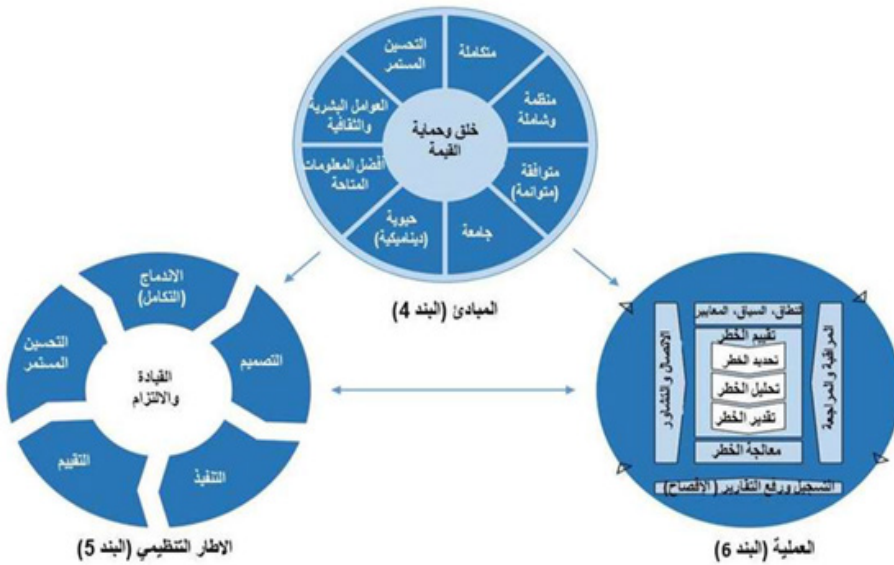 التحسين
المستمر
متكاملة
العوامل البشرية
والثقافية
منظمة
وشاملة
خلق وحماية
القيمة
أفضل المعلومات
المتاحة
متوافقة
(متوائمة)
حيوية
(ديناميكية)
جامعة
المبادئ (البند 4)
الاندماج
(التكامل)
التحسين
المستمر
التصميم
القيادة
والالتزام
التقييم
التنفيذ
الاطار التنظيمي (البند 5)
النطاق، السياق، المعايير
تقييم الخطر
تحديد الخطر
تحليل الخطر
تقدير الخطر
معالجة الخطر
الاتصال والتشاور
المراقبة والمراجعة
التسجيل ورفع التقارير (الافصاح)
العملية (البند 6)